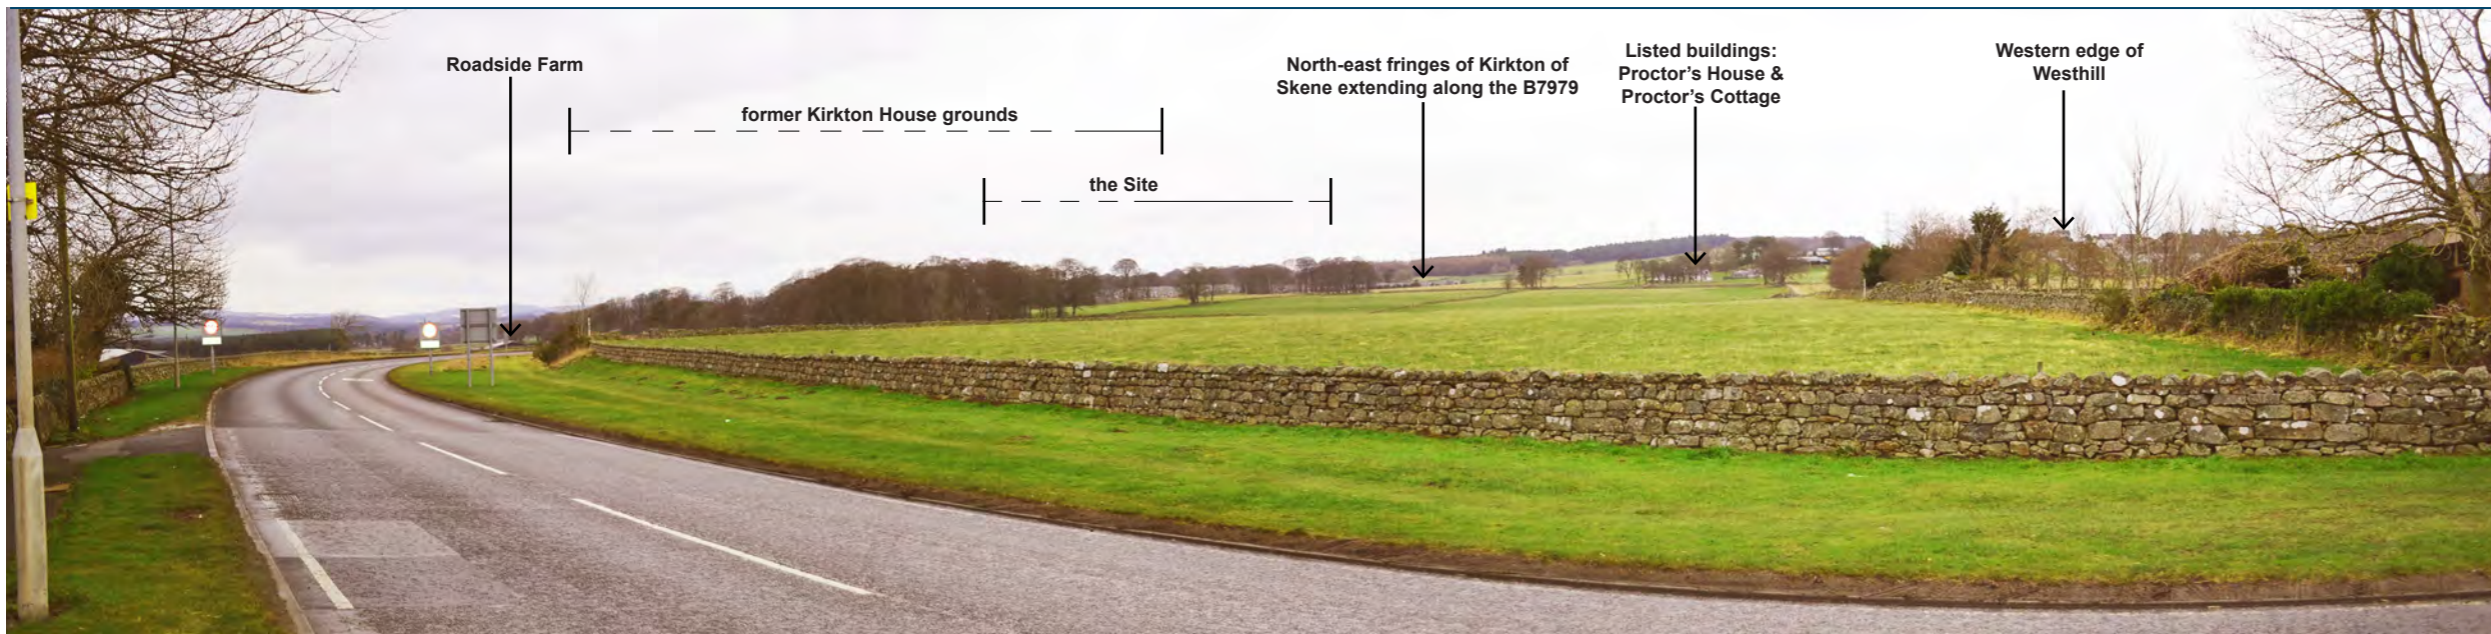 Roadside Farm
former Kirkton House grounds
the Site
North-east fringes of Kirkton of
Skene extending along the B7979
Listed buildings:
Proctor's House &
Proctor's Cottage
Western edge of
Westhill